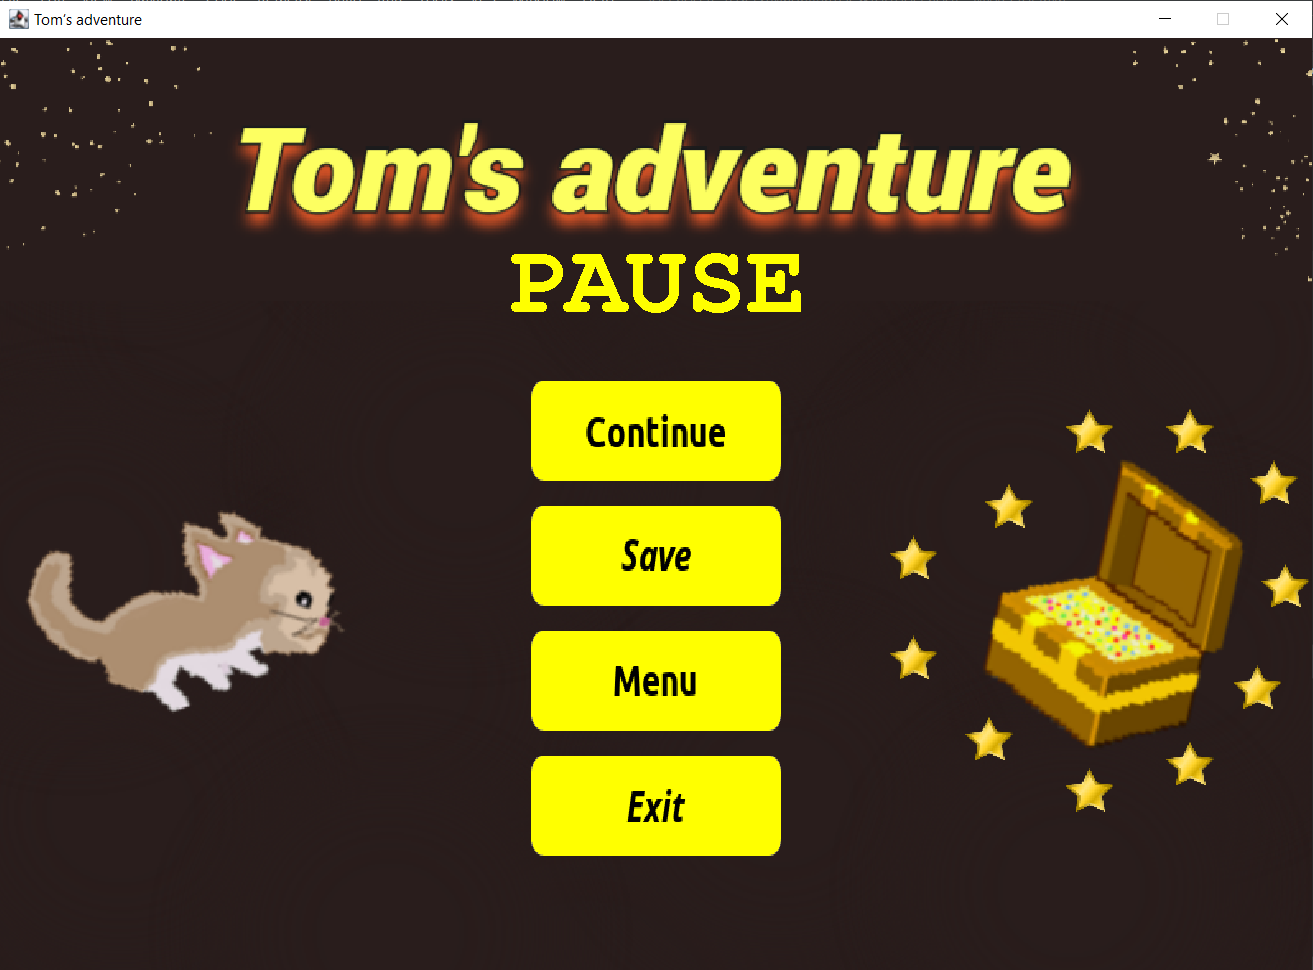 Tom's adventure
Tom's adventure
PAUSE
Continue
Save
Menu
Exit